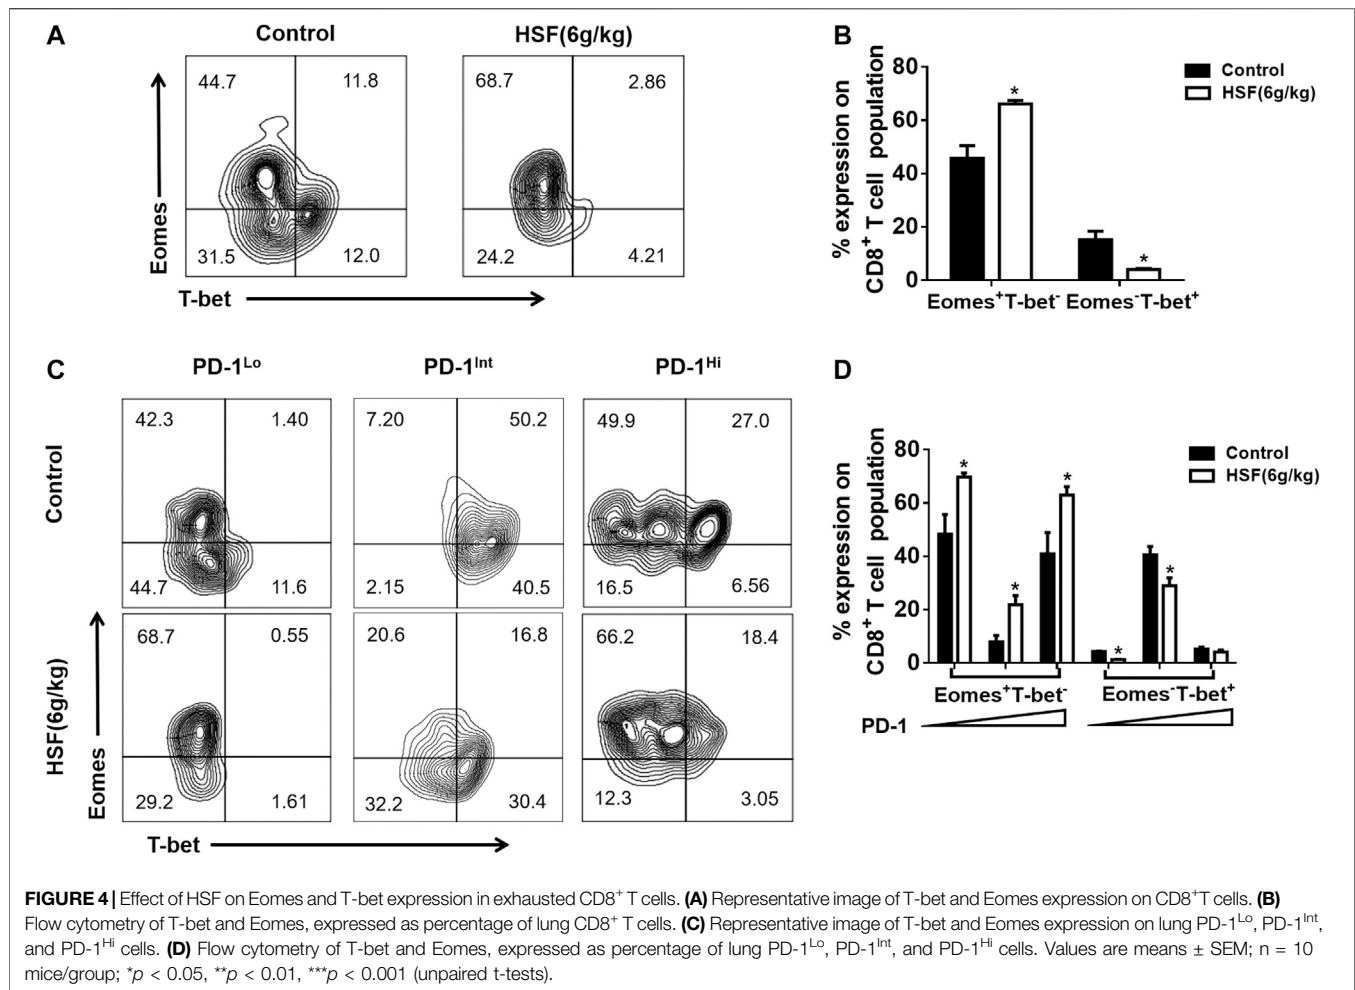 A
Control
HSF(6g/kg)
44.7
11.8
31.5
12.0
68.7
2.86
24.2
4.21
Eomes
T-bet
B
% expression on
CD8⁺ T cell population
80
60
40
20
0
Control
HSF(6g/kg)
*
*
Eomes⁺T-bet⁻
Eomes⁻T-bet⁺
C
PD-1ᴸᵒ
PD-1ᴵⁿᵗ
PD-1ᴴⁱ
Control
42.3
1.40
44.7
11.6
7.20
50.2
2.15
40.5
49.9
27.0
16.5
6.56
HSF(6g/kg)
68.7
0.55
29.2
1.61
20.6
16.8
32.2
30.4
66.2
18.4
12.3
3.05
Eomes
T-bet
D
% expression on
CD8⁺ T cell population
80
60
40
20
0
Control
HSF(6g/kg)
*
*
*
*
*
Eomes⁺T-bet⁻
Eomes⁻T-bet⁺
PD-1
FIGURE 4 | Effect of HSF on Eomes and T-bet expression in exhausted CD8⁺ T cells. (A) Representative image of T-bet and Eomes expression on CD8⁺T cells. (B)
Flow cytometry of T-bet and Eomes, expressed as percentage of lung CD8⁺ T cells. (C) Representative image of T-bet and Eomes expression on lung PD-1ᴸᵒ, PD-1ᴵⁿᵗ,
and PD-1ᴴⁱ cells. (D) Flow cytometry of T-bet and Eomes, expressed as percentage of lung PD-1ᴸᵒ, PD-1ᴵⁿᵗ, and PD-1ᴴⁱ cells. Values are means ± SEM; n = 10
mice/group; *p < 0.05, **p < 0.01, ***p < 0.001 (unpaired t-tests).